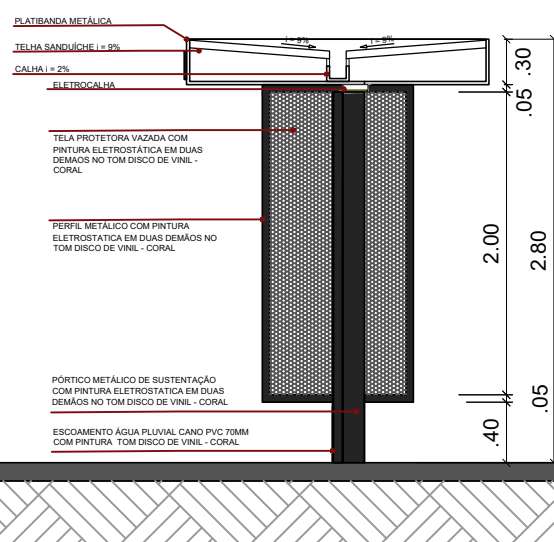 PLATIBANDA METÁLICA
TELHA SANDUÍCHE i = 9%
i = 9%
i = 9%
CALHA i = 2%
ELETROCALHA
TELA PROTETORA VAZADA COM
PINTURA ELETROSTÁTICA EM DUAS
DEMAOS NO TOM DISCO DE VINIL -
CORAL
PERFIL METÁLICO COM PINTURA
ELETROSTATICA EM DUAS DEMÃOS NO
TOM DISCO DE VINIL - CORAL
PÓRTICO METÁLICO DE SUSTENTAÇÃO
COM PINTURA ELETROSTATICA EM DUAS
DEMÃOS NO TOM DISCO DE VINIL - CORAL
ESCOAMENTO ÁGUA PLUVIAL CANO PVC 70MM
COM PINTURA TOM DISCO DE VINIL - CORAL
.30
.05
2.00
2.80
.05
.40